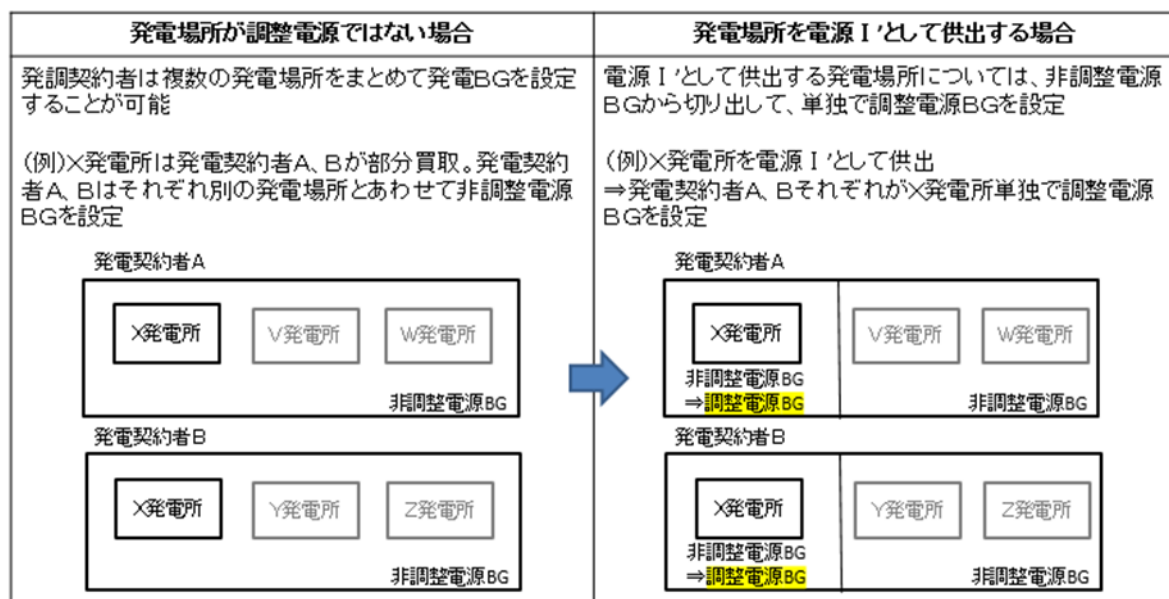 発電場所が調整電源ではない場合
発調契約者は複数の発電場所をまとめて発電BGを設定
することが可能
(例)X発電所は発電契約者A、Bが部分買取。発電契約
者A、Bはそれぞれ別の発電場所とあわせて非調整電源
BGを設定
発電契約者A
X発電所
V発電所
W発電所
非調整電源BG
発電契約者B
X発電所
Y発電所
Z発電所
非調整電源BG
発電場所を電源Ⅰ’として供出する場合
電源Ⅰ’として供出する発電場所については、非調整電源
BGから切り出して、単独で調整電源BGを設定
(例)X発電所を電源Ⅰ’として供出
⇒発電契約者A、BそれぞれがX発電所単独で調整電源
BGを設定
発電契約者A
X発電所
V発電所
W発電所
非調整電源BG
⇒調整電源BG
非調整電源BG
発電契約者B
X発電所
Y発電所
Z発電所
非調整電源BG
⇒調整電源BG
非調整電源BG